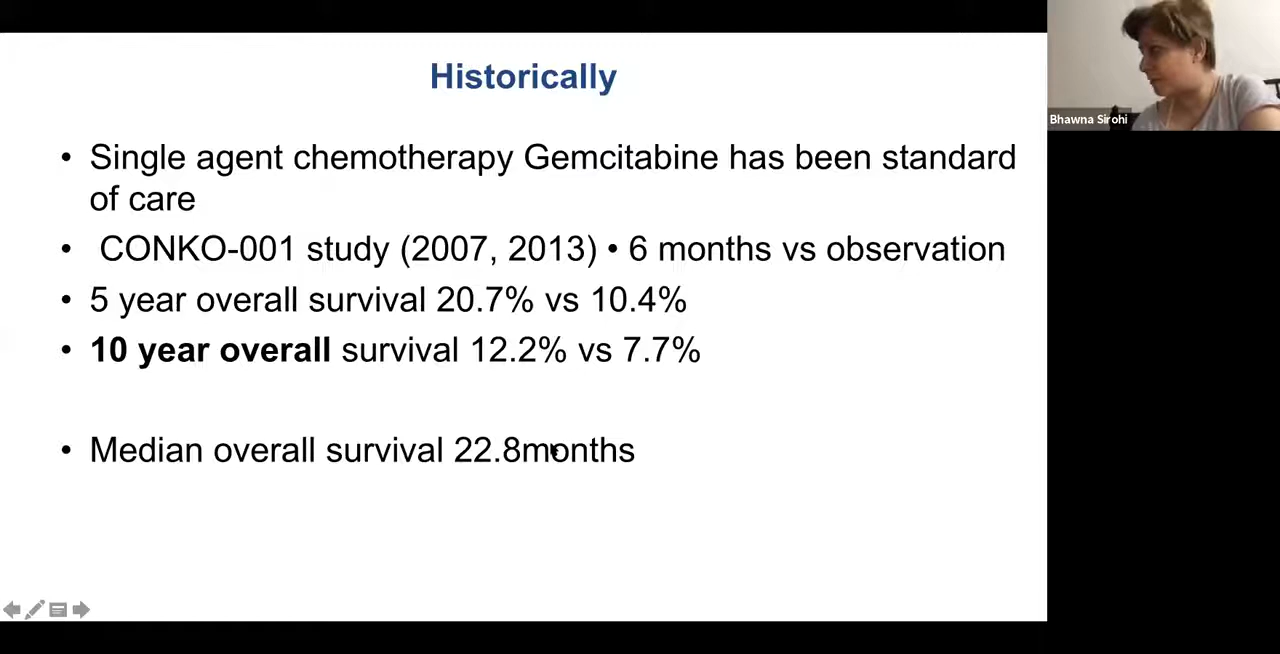 Historically
• Single agent chemotherapy Gemcitabine has been standard
of care
• CONKO-001 study (2007, 2013) • 6 months vs observation
• 5 year overall survival 20.7% vs 10.4%
• 10 year overall survival 12.2% vs 7.7%
• Median overall survival 22.8months
Bhawna Sirohi